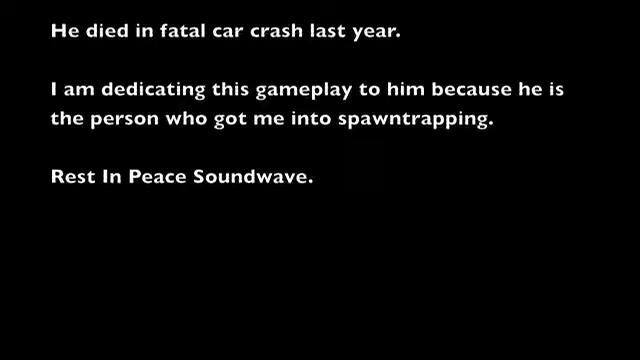 He died in fatal car crash last year.
I am dedicating this gameplay to him because he is
the person who got me into spawntrapping.
Rest In Peace Soundwave.